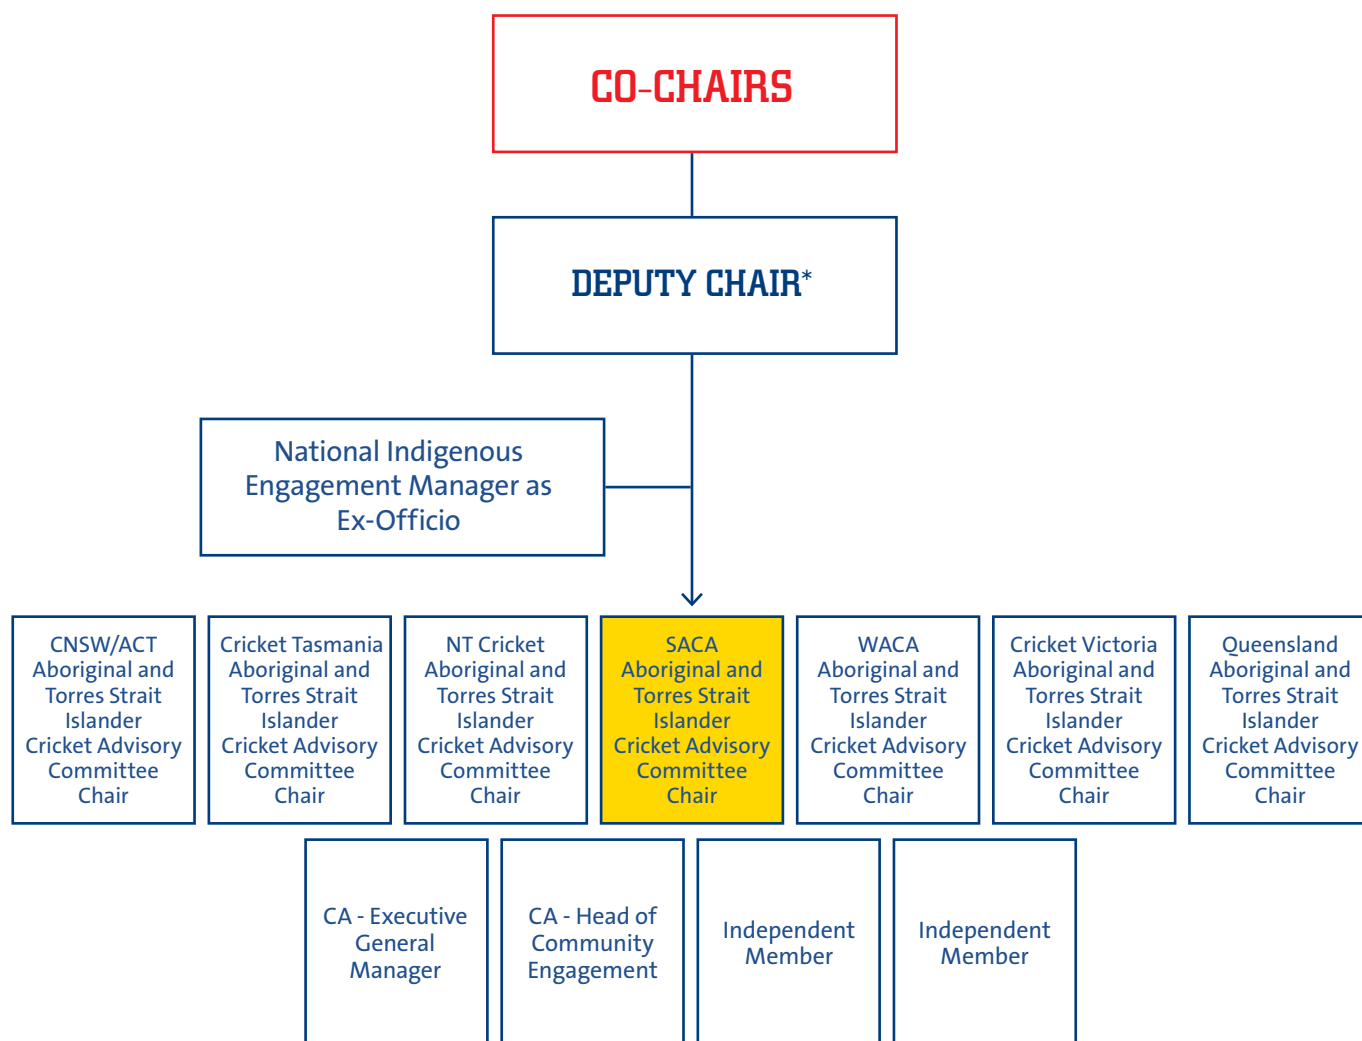 CO-CHAIRS
DEPUTY CHAIR*
National Indigenous
Engagement Manager as
Ex-Officio
CNSW/ACT
Aboriginal and
Torres Strait
Islander
Cricket Advisory
Committee
Chair
Cricket Tasmania
Aboriginal and
Torres Strait
Islander
Cricket Advisory
Committee
Chair
NT Cricket
Aboriginal and
Torres Strait
Islander
Cricket Advisory
Committee
Chair
SACA
Aboriginal and
Torres Strait
Islander
Cricket Advisory
Committee
Chair
WACA
Aboriginal and
Torres Strait
Islander
Cricket Advisory
Committee
Chair
Cricket Victoria
Aboriginal and
Torres Strait
Islander
Cricket Advisory
Committee
Chair
Queensland
Aboriginal and
Torres Strait
Islander
Cricket Advisory
Committee
Chair
CA - Executive
General
Manager
CA - Head of
Community
Engagement
Independent
Member
Independent
Member